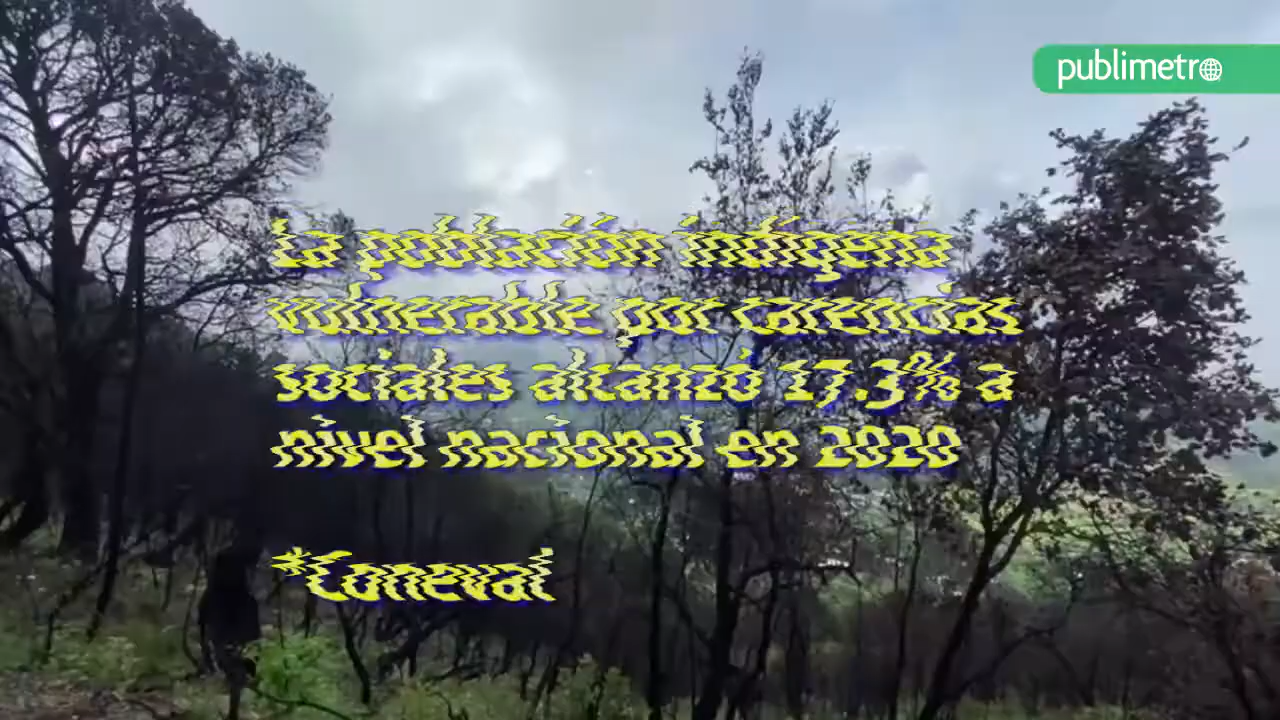 publimetro
La población indígena
vulnerable por carencias
sociales alcanzó 17.3% a
nivel nacional en 2020
*Coneval